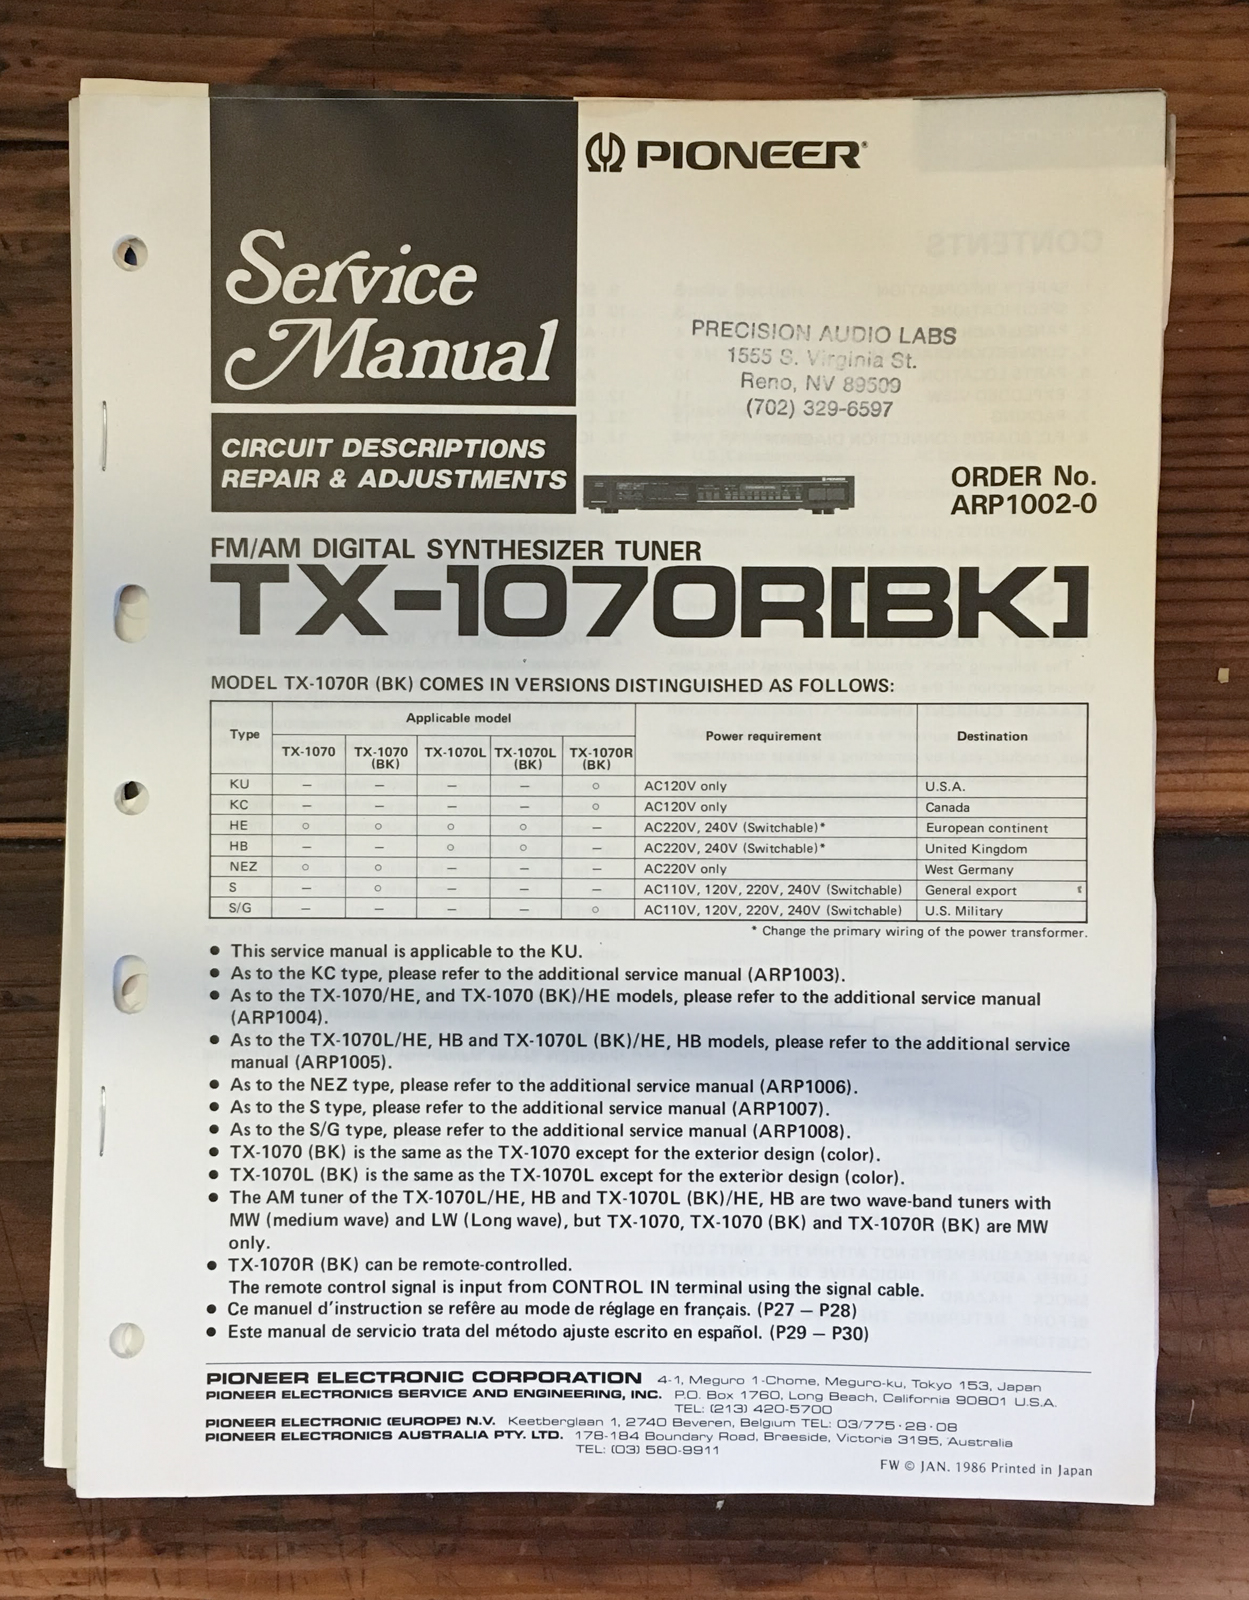 PIONEER
Service
Manual
PRECISION AUDIO LABS
1555 S. Virginia St.
Reno, NV 89509
(702) 329-6597
CIRCUIT DESCRIPTIONS
REPAIR & ADJUSTMENTS
ORDER No.
ARP1002-0
FM/AM DIGITAL SYNTHESIZER TUNER
TX-1070R[BK]
MODEL TX-1070R (BK) COMES IN VERSIONS DISTINGUISHED AS FOLLOWS:
Type Applicable model Power requirement Destination
TX-1070 TX-1070 (BK) TX-1070L TX-1070L (BK) TX-1070R (BK)
KU – – – – ○ AC120V only U.S.A.
KC – – – – ○ AC120V only Canada
HE ○ ○ ○ ○ – AC220V, 240V (Switchable)* European continent
HB – – ○ ○ – AC220V, 240V (Switchable)* United Kingdom
NEZ ○ ○ – – – AC220V only West Germany
S – ○ – – – AC110V, 120V, 220V, 240V (Switchable) General export
S/G – – – – ○ AC110V, 120V, 220V, 240V (Switchable) U.S. Military
* Change the primary wiring of the power transformer.
● This service manual is applicable to the KU.
● As to the KC type, please refer to the additional service manual (ARP1003).
● As to the TX-1070/HE, and TX-1070 (BK)/HE models, please refer to the additional service manual
(ARP1004).
● As to the TX-1070L/HE, HB and TX-1070L (BK)/HE, HB models, please refer to the additional service
manual (ARP1005).
● As to the NEZ type, please refer to the additional service manual (ARP1006).
● As to the S type, please refer to the additional service manual (ARP1007).
● As to the S/G type, please refer to the additional service manual (ARP1008).
● TX-1070 (BK) is the same as the TX-1070 except for the exterior design (color).
● TX-1070L (BK) is the same as the TX-1070L except for the exterior design (color).
● The AM tuner of the TX-1070L/HE, HB and TX-1070L (BK)/HE, HB are two wave-band tuners with
MW (medium wave) and LW (Long wave), but TX-1070, TX-1070 (BK) and TX-1070R (BK) are MW
only.
● TX-1070R (BK) can be remote-controlled.
The remote control signal is input from CONTROL IN terminal using the signal cable.
● Ce manuel d'instruction se refêre au mode de réglage en français. (P27 – P28)
● Este manual de servicio trata del método ajuste escrito en español. (P29 – P30)
PIONEER ELECTRONIC CORPORATION 4-1, Meguro 1-Chome, Meguro-ku, Tokyo 153, Japan
PIONEER ELECTRONICS SERVICE AND ENGINEERING, INC. P.O. Box 1760, Long Beach, California 90801 U.S.A.
TEL: (213) 420-5700
PIONEER ELECTRONIC (EUROPE) N.V. Keetberglaan 1, 2740 Beveren, Belgium TEL: 03/775·28·08
PIONEER ELECTRONICS AUSTRALIA PTY. LTD. 178-184 Boundary Road, Braeside, Victoria 3195, Australia
TEL: (03) 580-9911
FW © JAN. 1986 Printed in Japan